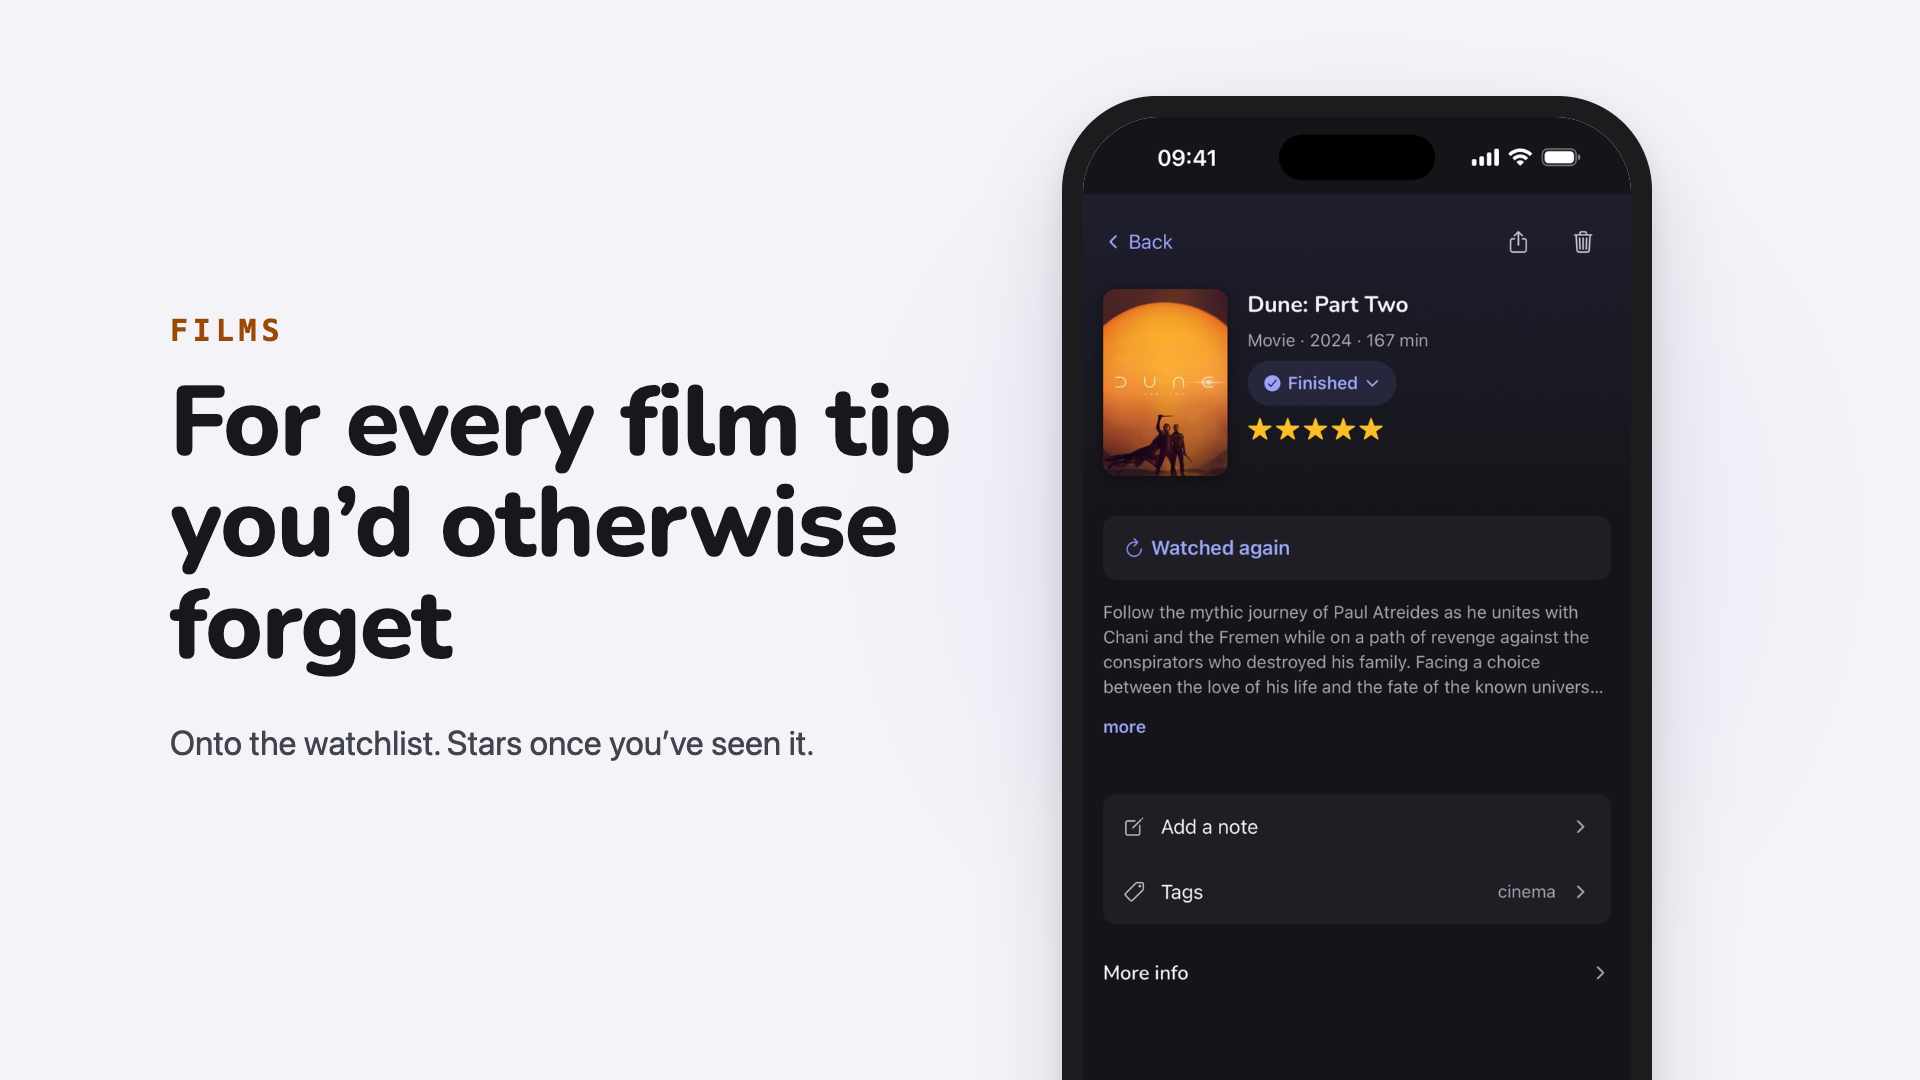 FILMS
For every film tip
you’d otherwise
forget
Onto the watchlist. Stars once you’ve seen it.
09:41
Back
DUNE
Dune: Part Two
Movie · 2024 · 167 min
Finished
Watched again
Follow the mythic journey of Paul Atreides as he unites with
Chani and the Fremen while on a path of revenge against the
conspirators who destroyed his family. Facing a choice
between the love of his life and the fate of the known univers...
more
Add a note
Tags
cinema
More info